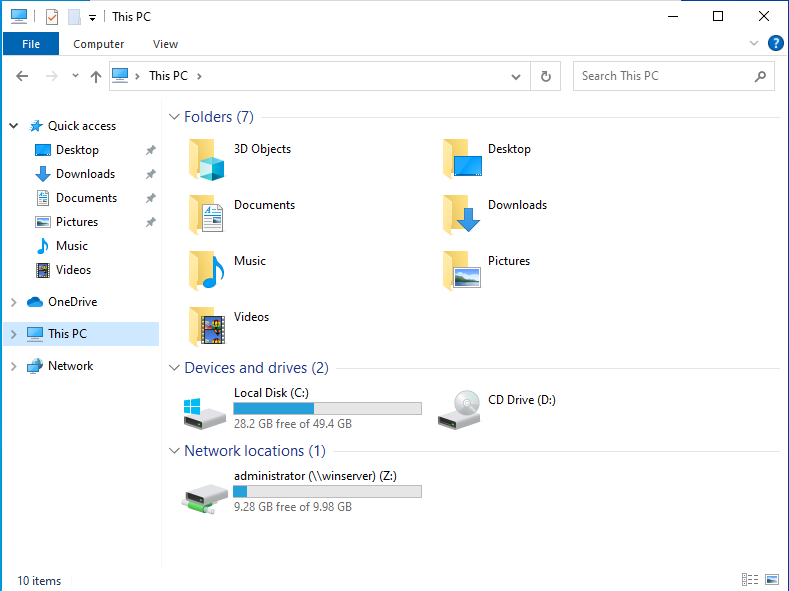 This PC
File Computer View
This PC
Search This PC
Quick access
Desktop
Downloads
Documents
Pictures
Music
Videos
OneDrive
This PC
Network
Folders (7)
3D Objects
Desktop
Documents
Downloads
Music
Pictures
Videos
Devices and drives (2)
Local Disk (C:)
28.2 GB free of 49.4 GB
CD Drive (D:)
Network locations (1)
administrator (\\winserver) (Z:)
9.28 GB free of 9.98 GB
10 items